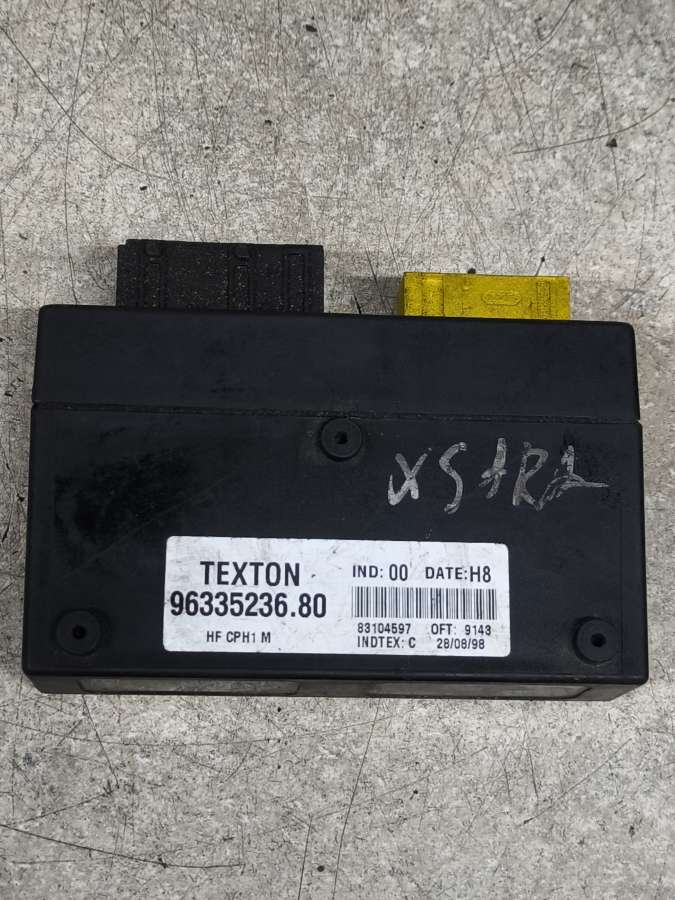 XSARA
TEXTON
96335236.80
HF CPH1 M
IND: 00 DATE:H8
83104597 OFT: 9143
INDTEX: C 28/08/98